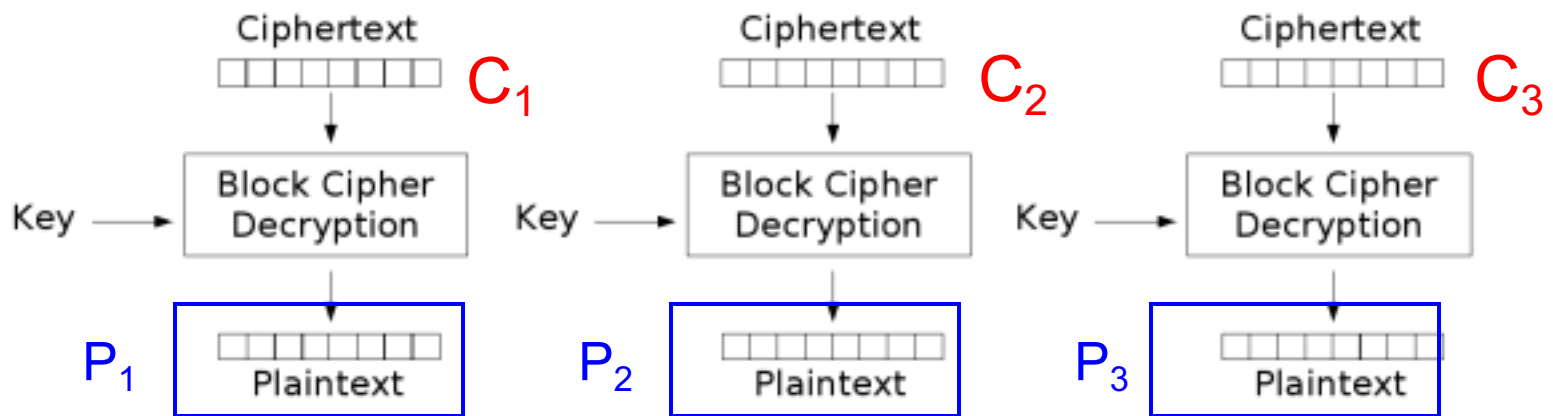 Ciphertext
C1
Ciphertext
C2
Ciphertext
C3
Key
Block Cipher
Decryption
Key
Block Cipher
Decryption
Key
Block Cipher
Decryption
P1
Plaintext
P2
Plaintext
P3
Plaintext